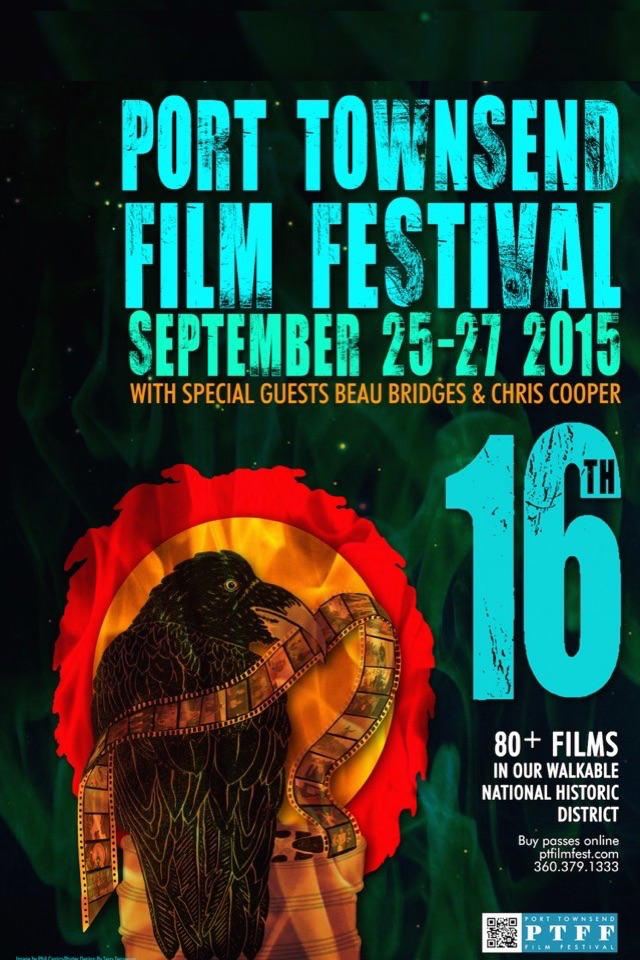 PORT TOWNSEND
FILM FESTIVAL
SEPTEMBER 25-27 2015
WITH SPECIAL GUESTS BEAU BRIDGES & CHRIS COOPER
16TH
80+ FILMS
IN OUR WALKABLE
NATIONAL HISTORIC
DISTRICT
Buy passes online
ptfilmfest.com
360.379.1333
PORT TOWNSEND
PTFF
FILM FESTIVAL